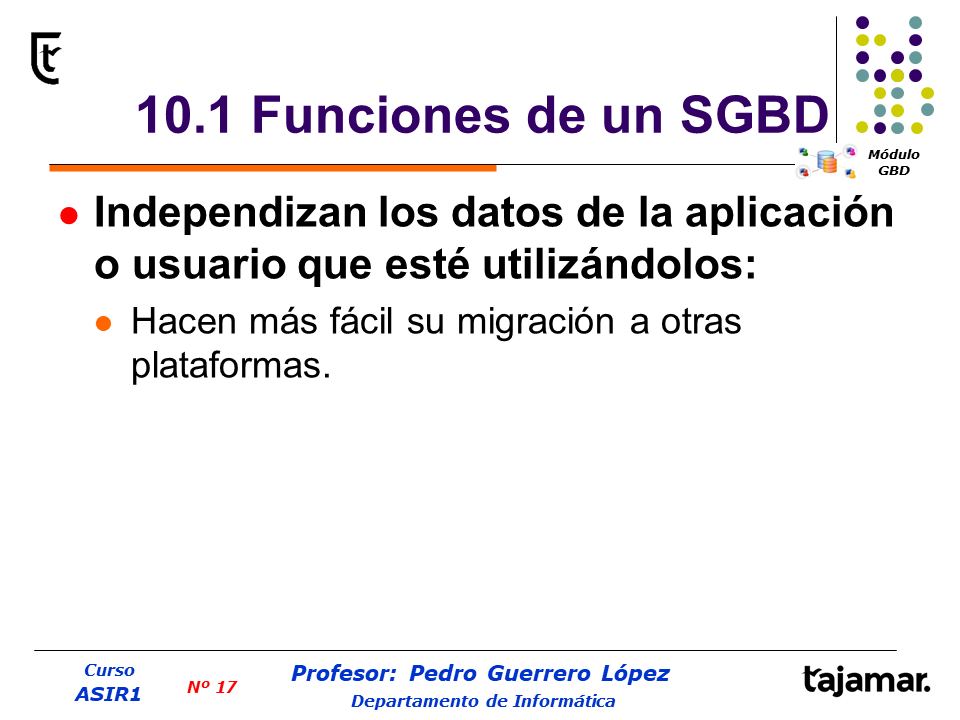 10.1 Funciones de un SGBD
Módulo
GBD
Independizan los datos de la aplicación
o usuario que esté utilizándolos:
Hacen más fácil su migración a otras
plataformas.
Curso
ASIR1
Nº 17
Profesor: Pedro Guerrero López
Departamento de Informática
tajamar.